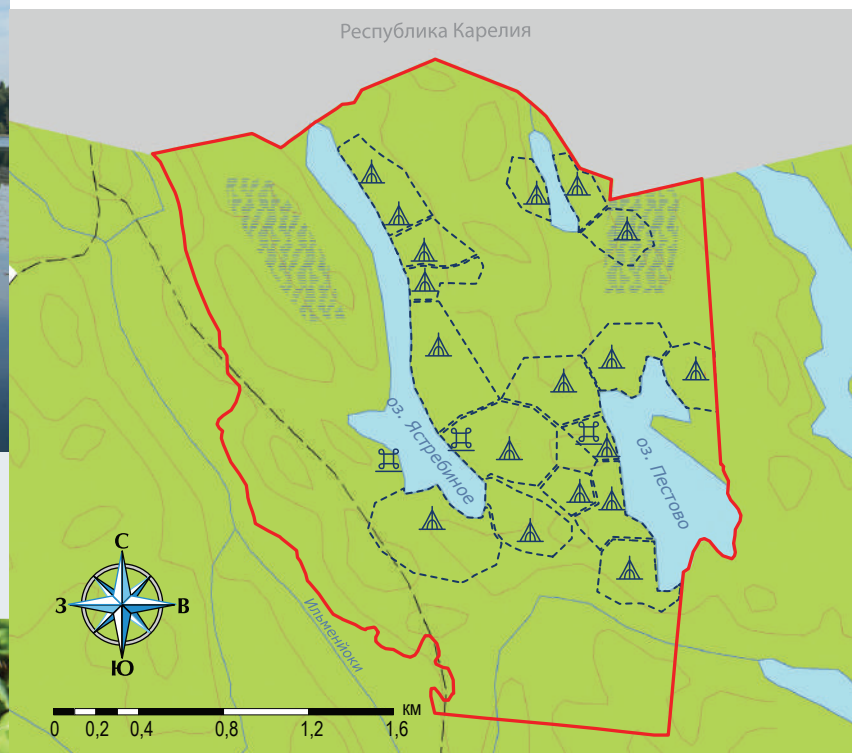 Республика Карелия
оз. Ястребиное
оз. Пестово
С
З
В
Ю
Ильменйоки
км
0 0,2 0,4 0,8 1,2 1,6